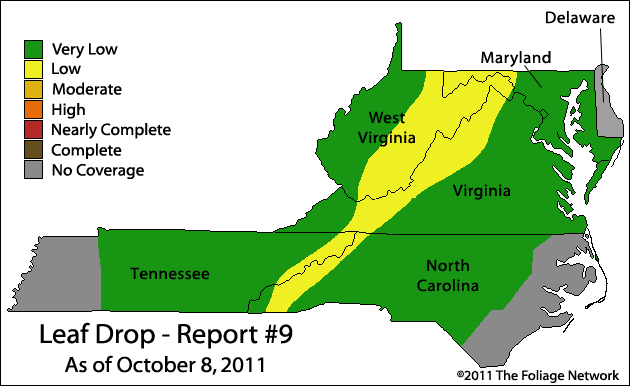 Delaware
Maryland
Very Low
Low
Moderate
High
Nearly Complete
Complete
No Coverage
West
Virginia
Virginia
Tennessee
North
Carolina
Leaf Drop - Report #9
As of October 8, 2011
©2011 The Foliage Network